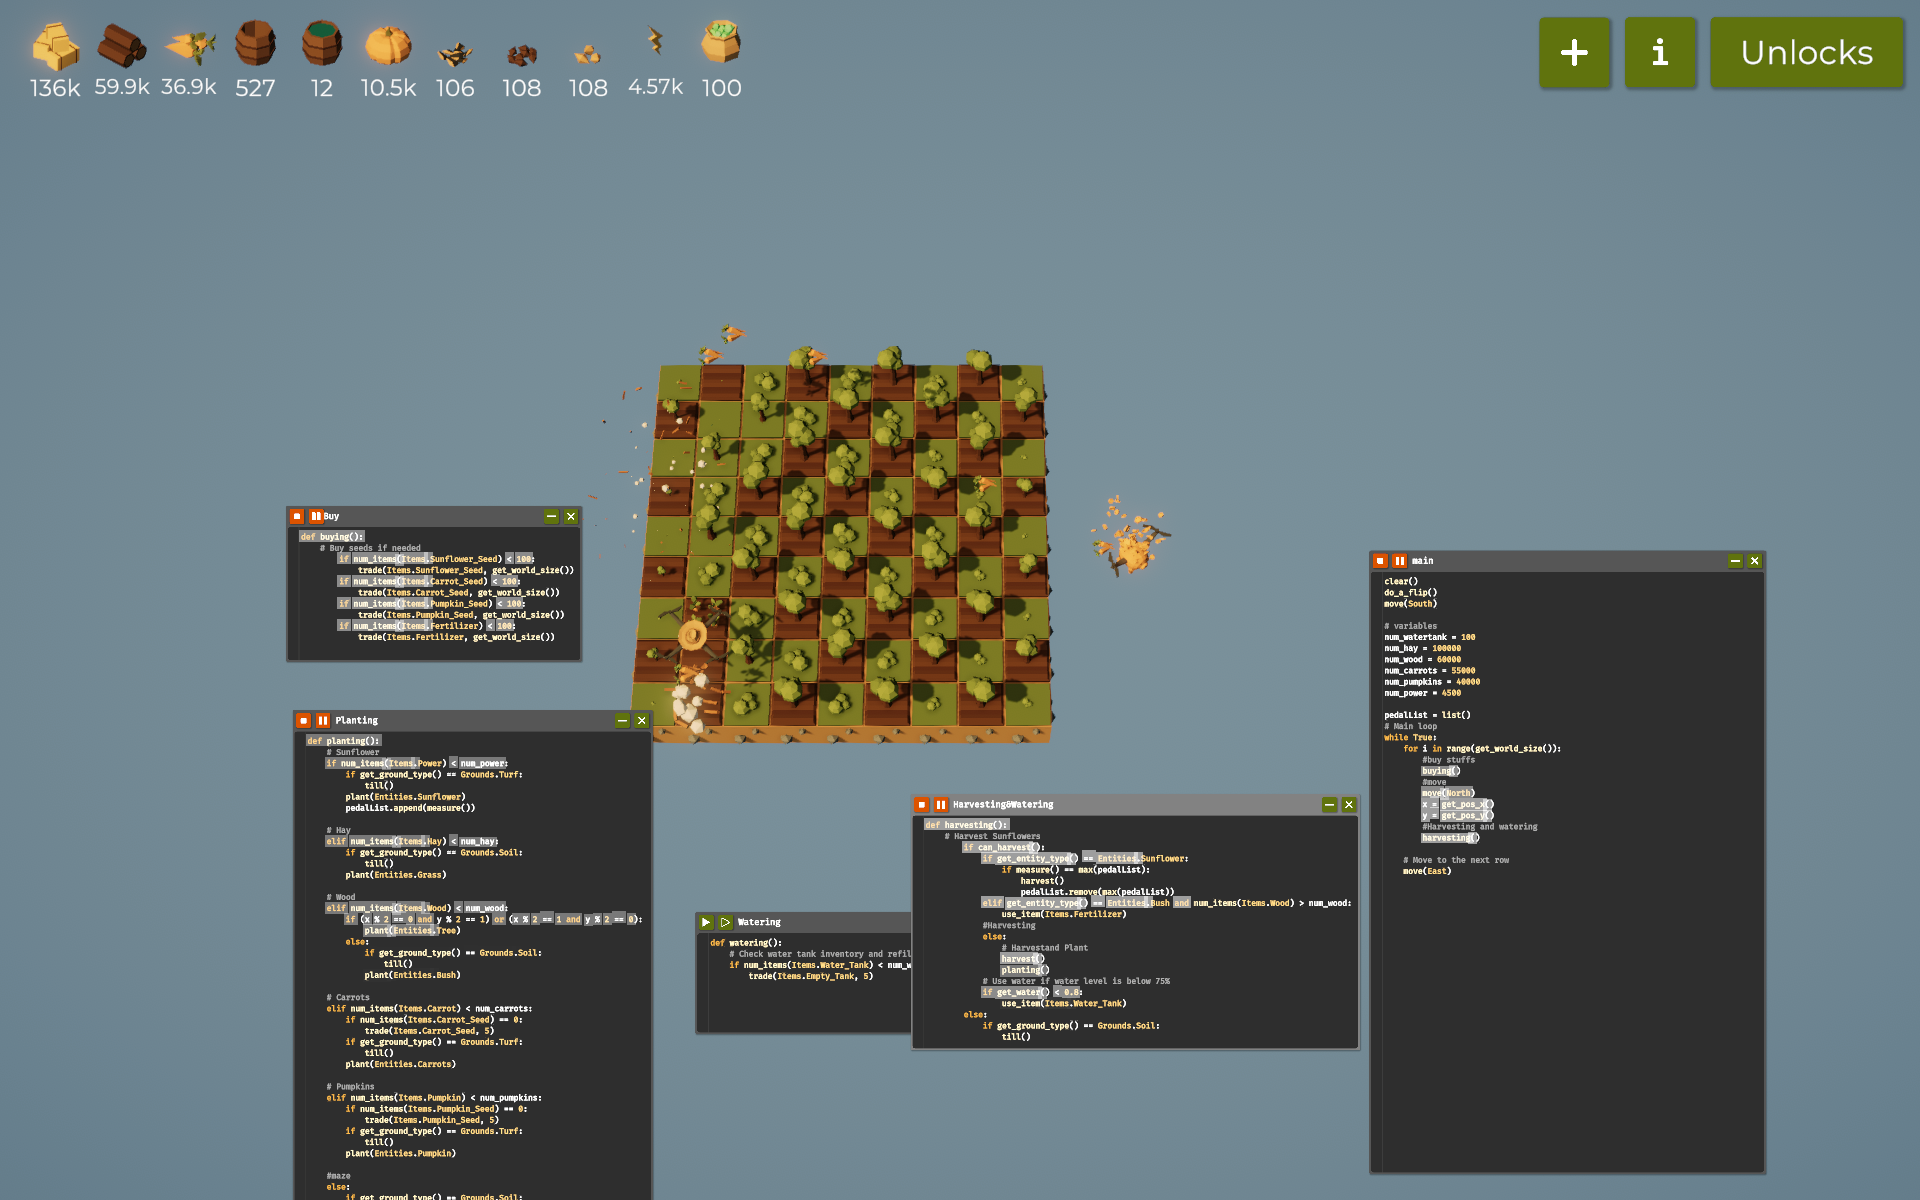 136k 59.9k 36.9k 527 12 10.5k 106 108 108 4.57k 100
+ i Unlocks
Buy
def buying():
# Buy seeds if needed
if num_items(Items.Sunflower_Seed) < 100:
trade(Items.Sunflower_Seed, get_world_size())
if num_items(Items.Carrot_Seed) < 100:
trade(Items.Carrot_Seed, get_world_size())
if num_items(Items.Pumpkin_Seed) < 100:
trade(Items.Pumpkin_Seed, get_world_size())
if num_items(Items.Fertilizer) < 100:
trade(Items.Fertilizer, get_world_size())
Planting
def planting():
# Sunflower
if num_items(Items.Power) < num_power:
if get_ground_type() == Grounds.Turf:
till()
plant(Entities.Sunflower)
pedalList.append(measure())
# Hay
elif num_items(Items.Hay) < num_hay:
if get_ground_type() == Grounds.Soil:
till()
plant(Entities.Grass)
# Wood
elif num_items(Items.Wood) < num_wood:
if (x % 2 == 0 and y % 2 == 1) or (x % 2 == 1 and y % 2 == 0):
plant(Entities.Tree)
else:
if get_ground_type() == Grounds.Soil:
till()
plant(Entities.Bush)
# Carrots
elif num_items(Items.Carrot) < num_carrots:
if num_items(Items.Carrot_Seed) == 0:
trade(Items.Carrot_Seed, 5)
if get_ground_type() == Grounds.Turf:
till()
plant(Entities.Carrots)
# Pumpkins
elif num_items(Items.Pumpkin) < num_pumpkins:
if num_items(Items.Pumpkin_Seed) == 0:
trade(Items.Pumpkin_Seed, 5)
if get_ground_type() == Grounds.Turf:
till()
plant(Entities.Pumpkin)
#maze
else:
if get_ground_type() == Grounds.Soil:
Watering
def watering():
# Check water tank inventory and refil
if num_items(Items.Water_Tank) < num_w
trade(Items.Empty_Tank, 5)
Harvesting&Watering
def harvesting():
# Harvest Sunflowers
if can_harvest():
if get_entity_type() == Entities.Sunflower:
if measure() == max(pedalList):
harvest()
pedalList.remove(max(pedalList))
elif get_entity_type() == Entities.Bush and num_items(Items.Wood) > num_wood:
use_item(Items.Fertilizer)
#Harvesting
else:
# Harvestand Plant
harvest()
planting()
# Use water if water level is below 75%
if get_water() < 0.8:
use_item(Items.Water_Tank)
else:
if get_ground_type() == Grounds.Soil:
till()
main
clear()
do_a_flip()
move(South)
# variables
num_watertank = 100
num_hay = 100000
num_wood = 60000
num_carrots = 55000
num_pumpkins = 40000
num_power = 4500
pedalList = list()
# Main loop
while True:
for i in range(get_world_size()):
#buy stuffs
buying()
#move
move(North)
x = get_pos_x()
y = get_pos_y()
#Harvesting and watering
harvesting()
# Move to the next row
move(East)